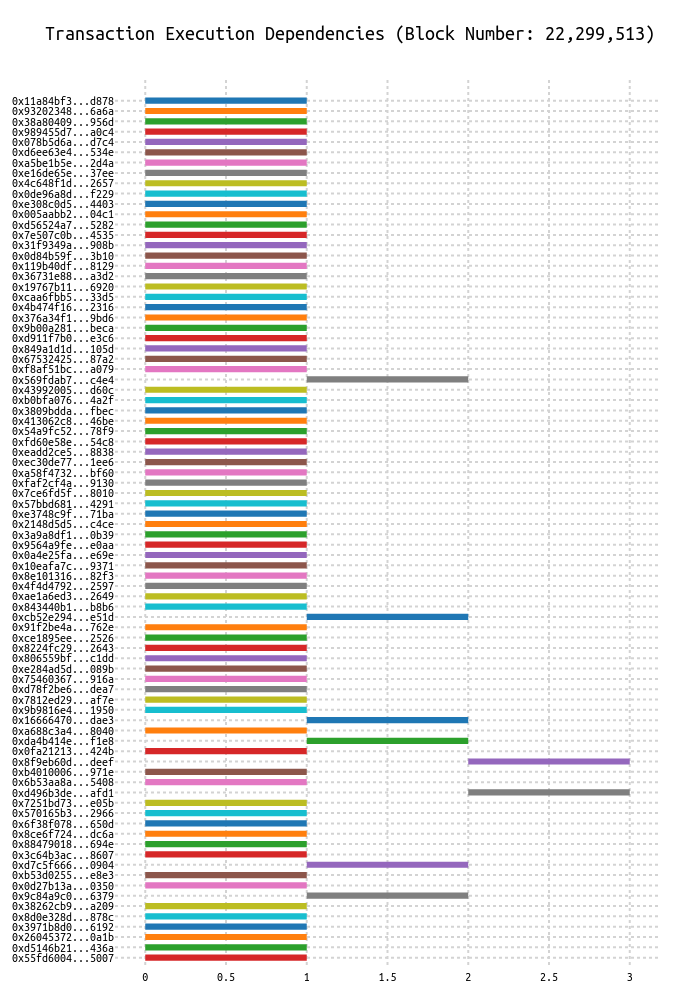 Transaction Execution Dependencies (Block Number: 22,299,513)
0x11a84bf3...d878
0x93202348...6a6a
0x38a80409...956d
0x989455d7...a0c4
0x078b5d6a...d7c4
0xd6ee63e4...534e
0xa5be1b5e...2d4a
0xe16de65e...37ee
0x4c648f1d...2657
0x0de96a8d...f229
0xe308c0d5...4403
0x005aabb2...04c1
0xd56524a7...5282
0x7e507c0b...4535
0x31f9349a...908b
0x0d84b59f...3b10
0x119b40df...8129
0x36731e88...a3d2
0x19767b11...6920
0xcaa6fbb5...33d5
0x4b474f16...2316
0x376a34f1...9bd6
0x9b00a281...beca
0xd911f7b0...e3c6
0x849a1d1d...105d
0x67532425...87a2
0xf8af51bc...a079
0x569fdab7...c4e4
0x43992005...d60c
0xb0bfa076...4a2f
0x3809bdda...fbec
0x413062c8...46be
0x54a9fc52...78f9
0xfd60e58e...54c8
0xeadd2ce5...8838
0xec30de77...1ee6
0xa58f4732...bf60
0xfaf2cf4a...9130
0x7ce6fd5f...8010
0x57bbd681...4291
0xe3748c9f...71ba
0x2148d5d5...c4ce
0x3a9a8df1...0b39
0x9564a9fe...e0aa
0x0a4e25fa...e69e
0x10eafa7c...9371
0x8e101316...82f3
0x4f4d4792...2597
0xae1a6ed3...2649
0x843440b1...b8b6
0xcb52e294...e51d
0x91f2be4a...762e
0xce1895ee...2526
0x8224fc29...2643
0x806559bf...c1dd
0xe284ad5d...089b
0x75460367...916a
0xd78f2be6...dea7
0x7812ed29...af7e
0x9b9816e4...1950
0x16666470...dae3
0xa688c3a4...8040
0xda4b414e...f1e8
0x0fa21213...424b
0x8f9eb60d...deef
0xb4010006...971e
0x6b53aa8a...5408
0xd496b3de...afd1
0x7251bd73...e05b
0x570165b3...2966
0x6f38f078...650d
0x8ce6f724...dc6a
0x88479018...694e
0x3c64b3ac...8607
0xd7c5f666...0904
0xb53d0255...e8e3
0x0d27b13a...0350
0x9c84a9c0...6379
0x38262cb9...a209
0x8d0e328d...878c
0x3971b8d0...6192
0x26045372...0a1b
0xd5146b21...436a
0x55fd6004...5007
0 0.5 1 1.5 2 2.5 3